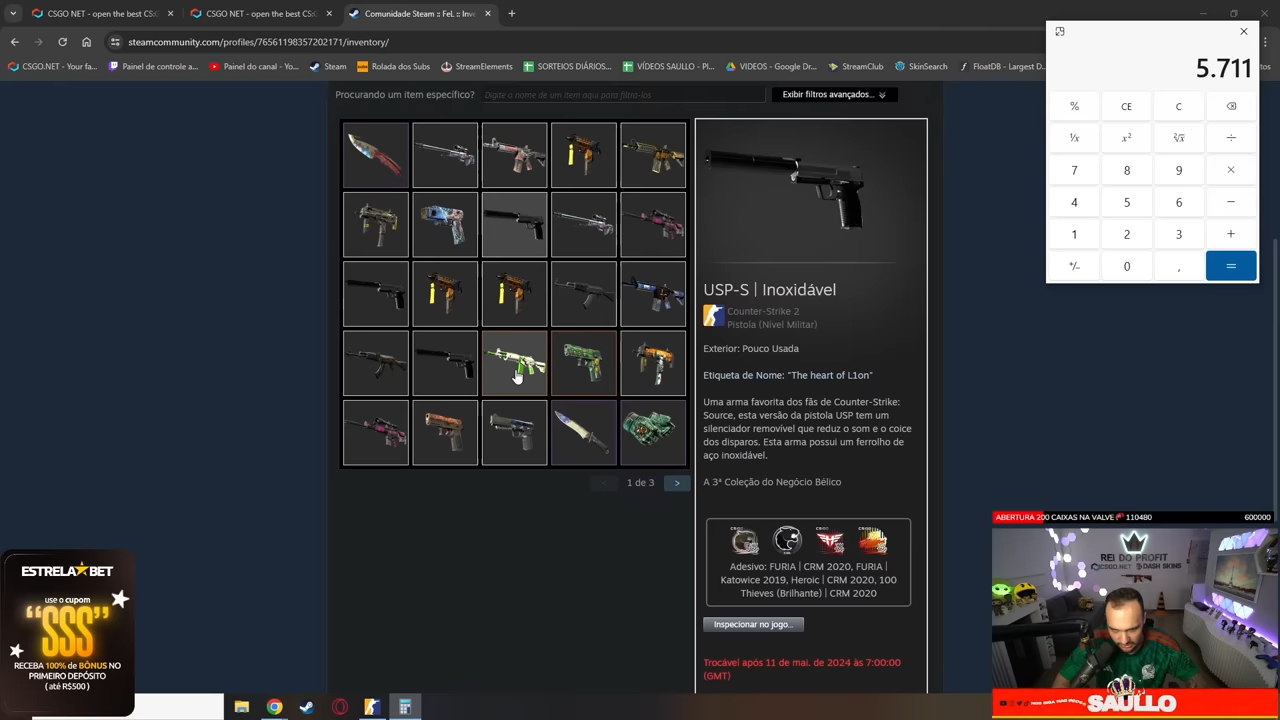 CSGO NET - open the best CS:G
CSGO NET - open the best CS:G
Comunidade Steam :: FeL :: Inve
steamcommunity.com/profiles/76561198357202171/inventory/
CSGO.NET - Your fa...
Painel de controle a...
Painel do canal - Yo...
Steam
Rolada dos Subs
StreamElements
SORTEIOS DIÁRIOS...
VÍDEOS SAULLO - Pl...
VIDEOS - Google Dr...
StreamClub
SkinSearch
FloatDB - Largest D...
Procurando um item específico?
Digite o nome de um item aqui para filtrá-los
Exibir filtros avançados...
1 de 3
USP-S | Inoxidável
Counter-Strike 2
Pistola (Nível Militar)
Exterior: Pouco Usada
Etiqueta de Nome: "The heart of L1on"
Uma arma favorita dos fãs de Counter-Strike:
Source, esta versão da pistola USP tem um
silenciador removível que reduz o som e o coice
dos disparos. Esta arma possui um ferrolho de
aço inoxidável.
A 3ª Coleção do Negócio Bélico
Adesivo: FURIA | CRM 2020, FURIA |
Katowice 2019, Heroic | CRM 2020, 100
Thieves (Brilhante) | CRM 2020
Inspecionar no jogo...
Trocável após 11 de mai. de 2024 às 7:00:00
(GMT)
5.711
% CE C
¹/x x² ²√x ÷
7 8 9 ×
4 5 6 −
1 2 3 +
+/− 0 , =
ABERTURA 200 CAIXAS NA VALVE 110480 600000
REI DO PROFIT
CSGO.NET DASH SKINS
SAULLO
ESTRELABET
use o cupom
"SSS"
RECEBA 100% de BÔNUS NO
PRIMEIRO DEPÓSITO
( até R$500 )